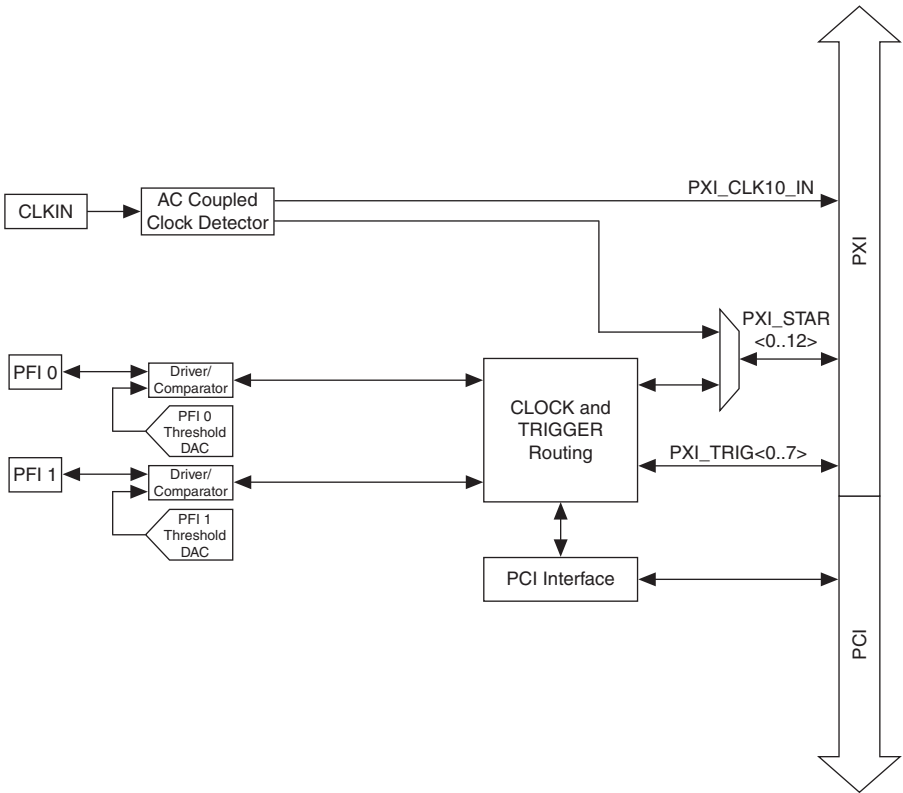 PXI_CLK10_IN
CLKIN
AC Coupled
Clock Detector
PXI
PXI_STAR
<0..12>
PFI 0
Driver/
Comparator
PFI 0
Threshold
DAC
CLOCK and
TRIGGER
Routing
PXI_TRIG<0..7>
PFI 1
Driver/
Comparator
PFI 1
Threshold
DAC
PCI Interface
PCI